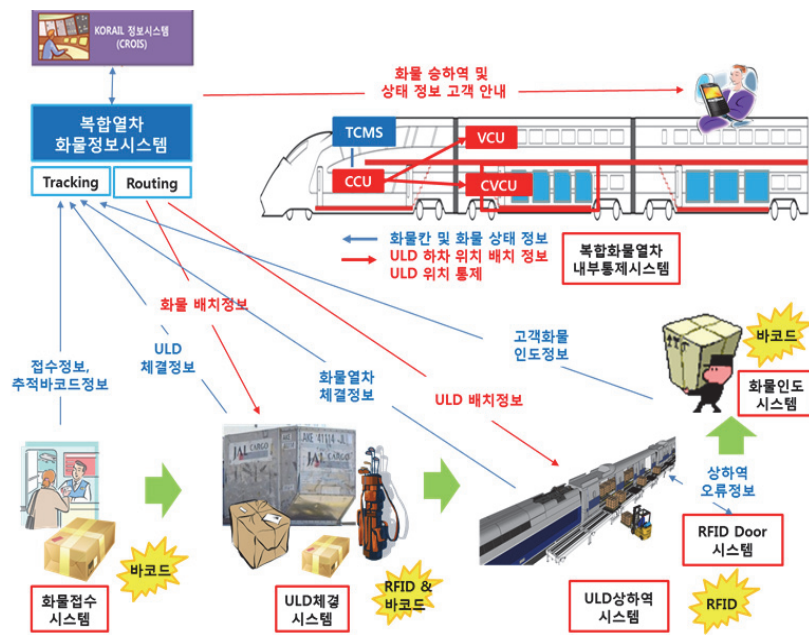 KORAIL 정보시스템
(CROIS)
화물 승하역 및
상태 정보 고객 안내
복합열차
화물정보시스템
Tracking
Routing
TCMS
VCU
CCU
CVCU
화물칸 및 화물 상태 정보
ULD 하차 위치 배치 정보
ULD 위치 통제
복합화물열차
내부통제시스템
화물 배치정보
ULD
체결정보
접수정보,
추적바코드정보
화물열차
체결정보
고객화물
인도정보
ULD 배치정보
바코드
화물인도
시스템
AKE 41114 JL
JAL CARGO
JAL CARGO
상하역
오류정보
RFID Door
시스템
바코드
화물접수
시스템
ULD체결
시스템
RFID &
바코드
ULD상하역
시스템
RFID